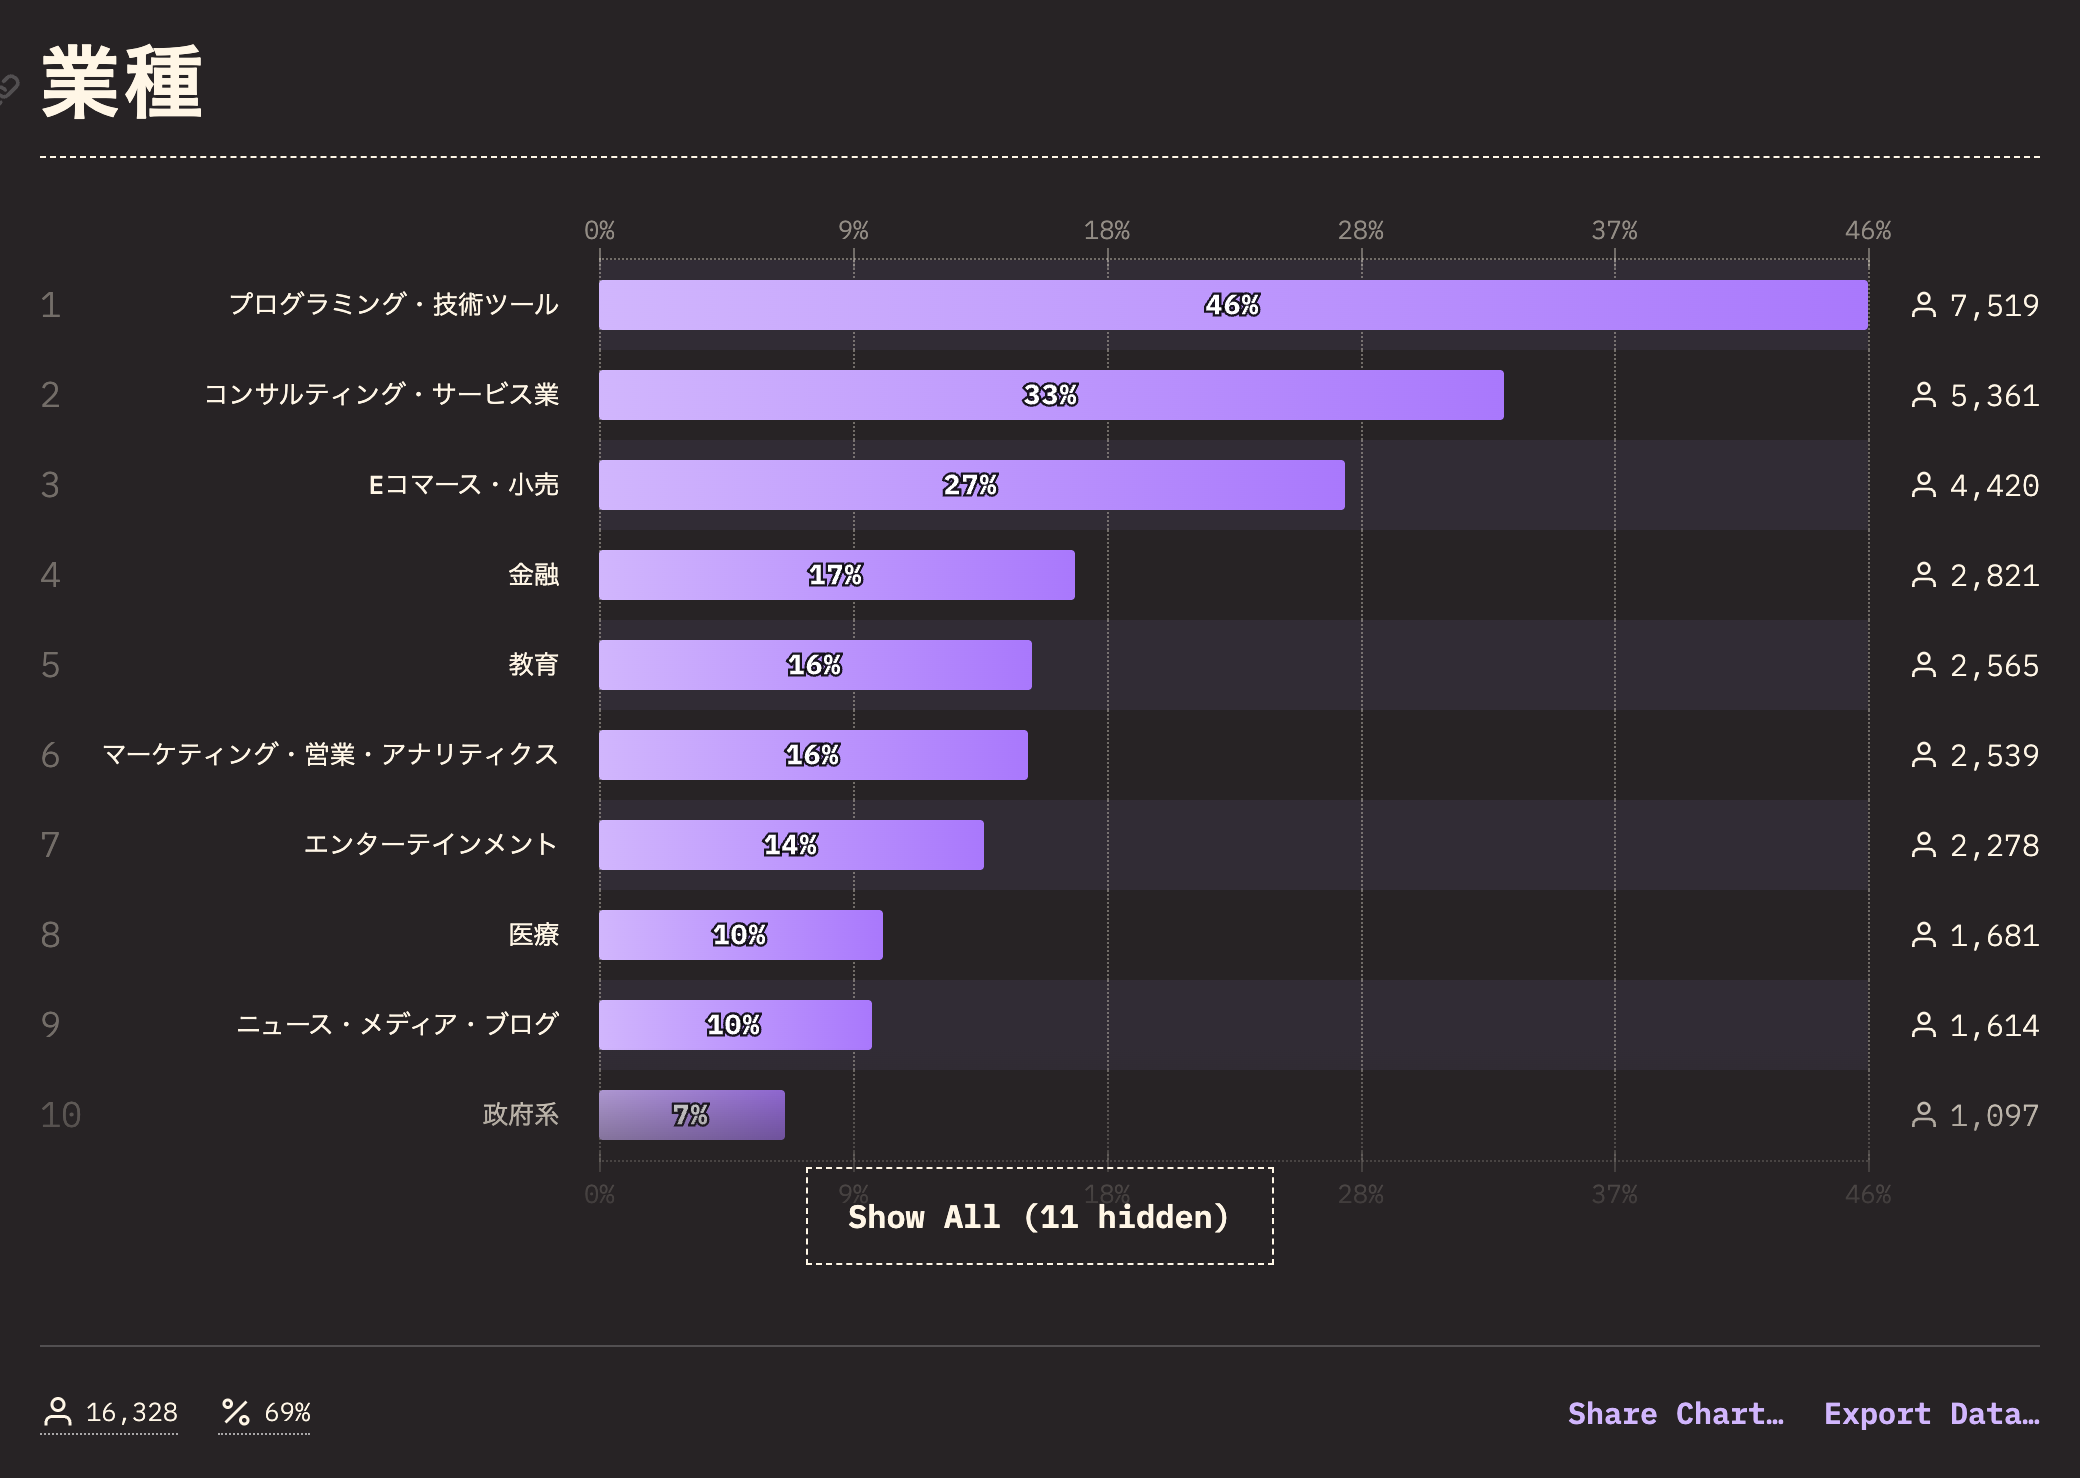 業種
0% 9% 18% 28% 37% 46%
1 プログラミング・技術ツール 46% 7,519
2 コンサルティング・サービス業 33% 5,361
3 Eコマース・小売 27% 4,420
4 金融 17% 2,821
5 教育 16% 2,565
6 マーケティング・営業・アナリティクス 16% 2,539
7 エンターテインメント 14% 2,278
8 医療 10% 1,681
9 ニュース・メディア・ブログ 10% 1,614
10 政府系 7% 1,097
0% 9% 18% 28% 37% 46%
Show All (11 hidden)
16,328 69% Share Chart… Export Data…